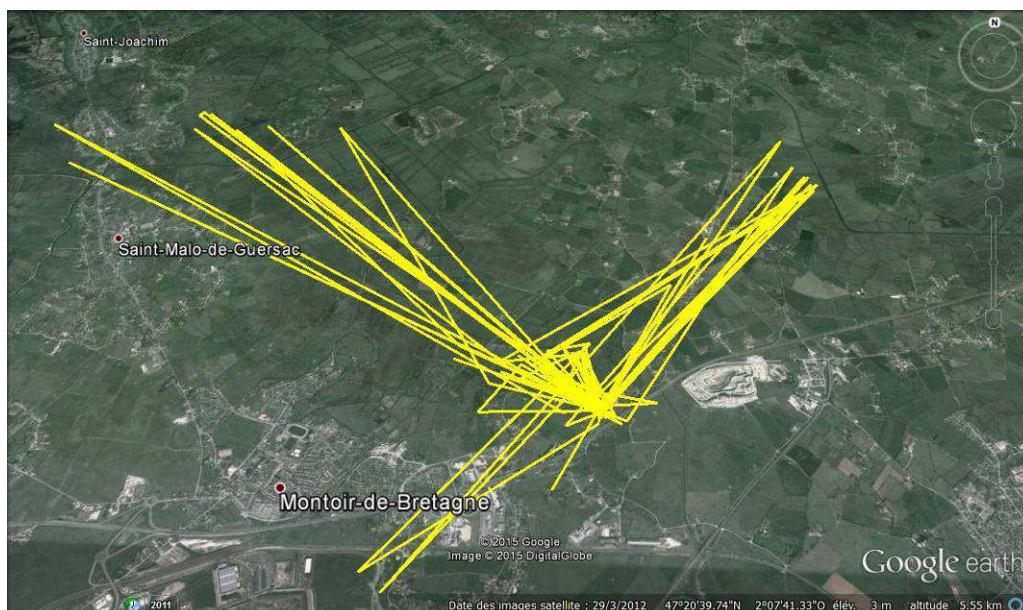 Saint-Joachim
N
Saint-Malo-de-Guersac
Montoir-de-Bretagne
© 2015 Google
Image © 2015 DigitalGlobe
Google earth
2011
Date des images satellite : 29/3/2012 47°20'39.74"N 2°07'41.33"O élév. 3 m altitude 5.55 km